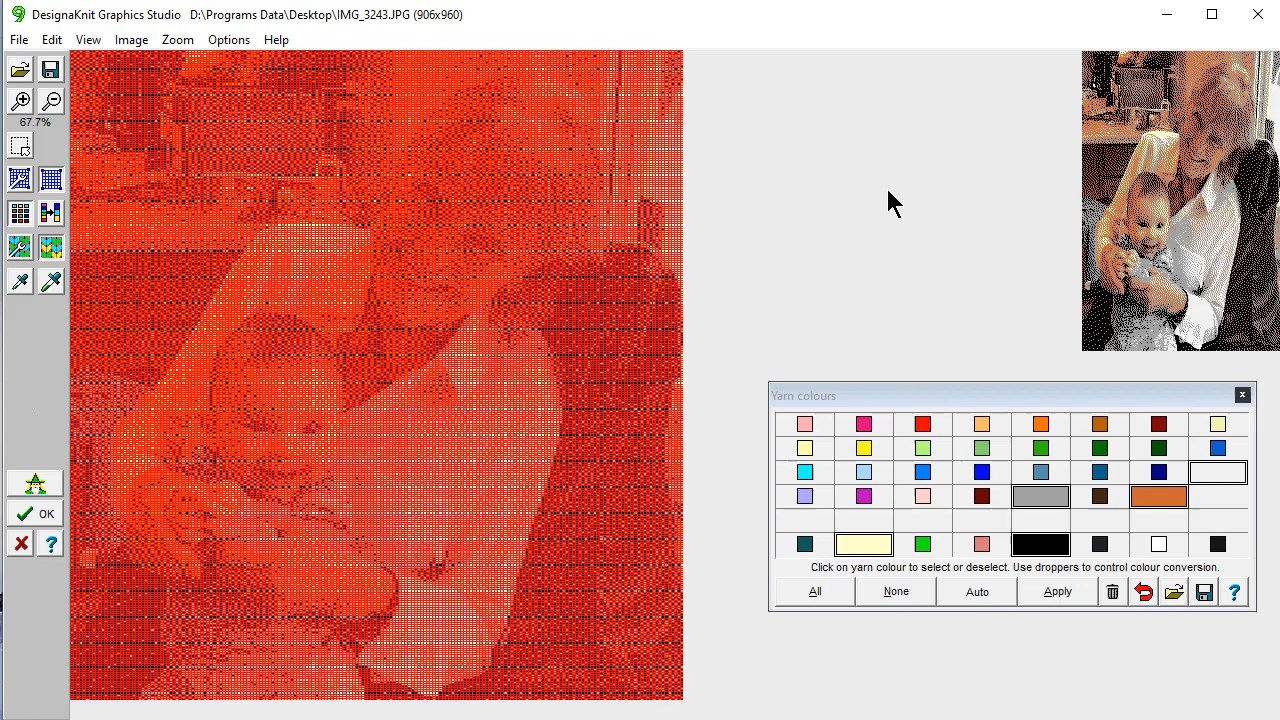 DesignaKnit Graphics Studio D:\Programs Data\Desktop\IMG_3243.JPG (906x960)
File Edit View Image Zoom Options Help
67.7%
OK
Yarn colours
Click on yarn colour to select or deselect. Use droppers to control colour conversion.
All None Auto Apply